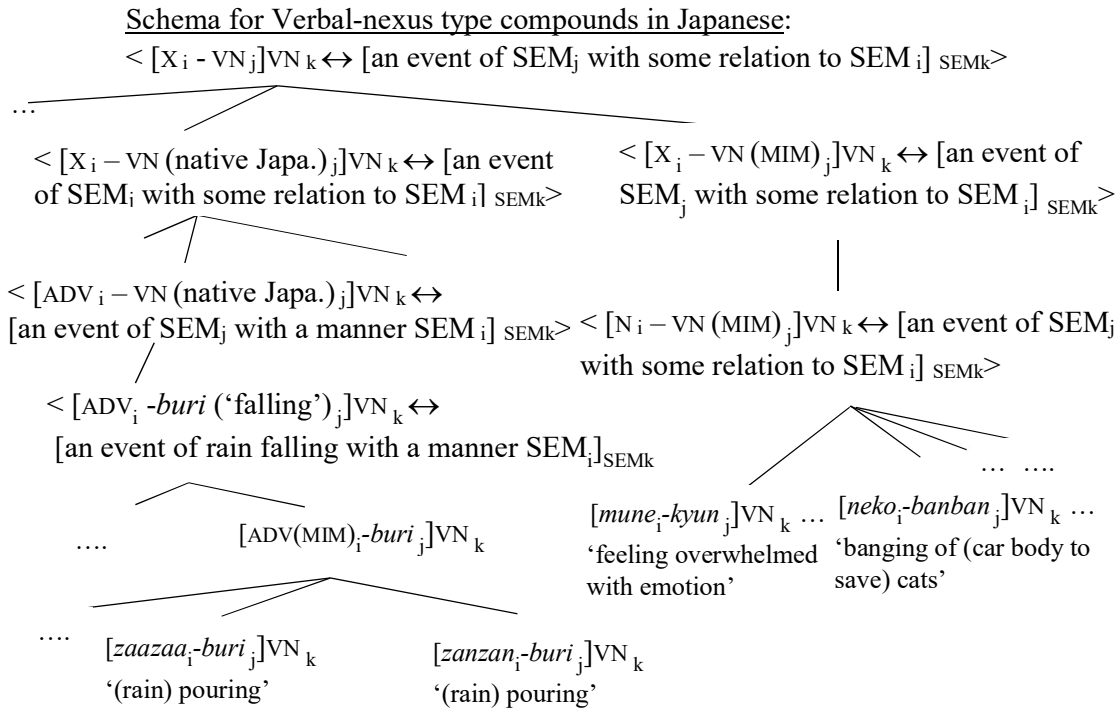 Schema for Verbal-nexus type compounds in Japanese:
< [X i - VN j]VN k ↔ [an event of SEMj with some relation to SEM i] SEMk>
…
< [X i – VN (native Japa.) j]VN k ↔ [an event
of SEMj with some relation to SEM i] SEMk>
< [X i – VN (MIM) j]VN k ↔ [an event of
SEMj with some relation to SEM i] SEMk>
< [ADV i – VN (native Japa.) j]VN k ↔
[an event of SEMj with a manner SEM i] SEMk>
< [N i – VN (MIM) j]VN k ↔ [an event of SEMj
with some relation to SEM i] SEMk>
< [ADVi -buri (‘falling’) j]VN k ↔
[an event of rain falling with a manner SEMi]SEMk
… ….
….
[ADV(MIM)i-buri j]VN k
[munei-kyun j]VN k …
‘feeling overwhelmed
with emotion’
[nekoi-banban j]VN k …
‘banging of (car body to
save) cats’
….
[zaazaai-buri j]VN k
‘(rain) pouring’
[zanzani-buri j]VN k
‘(rain) pouring’